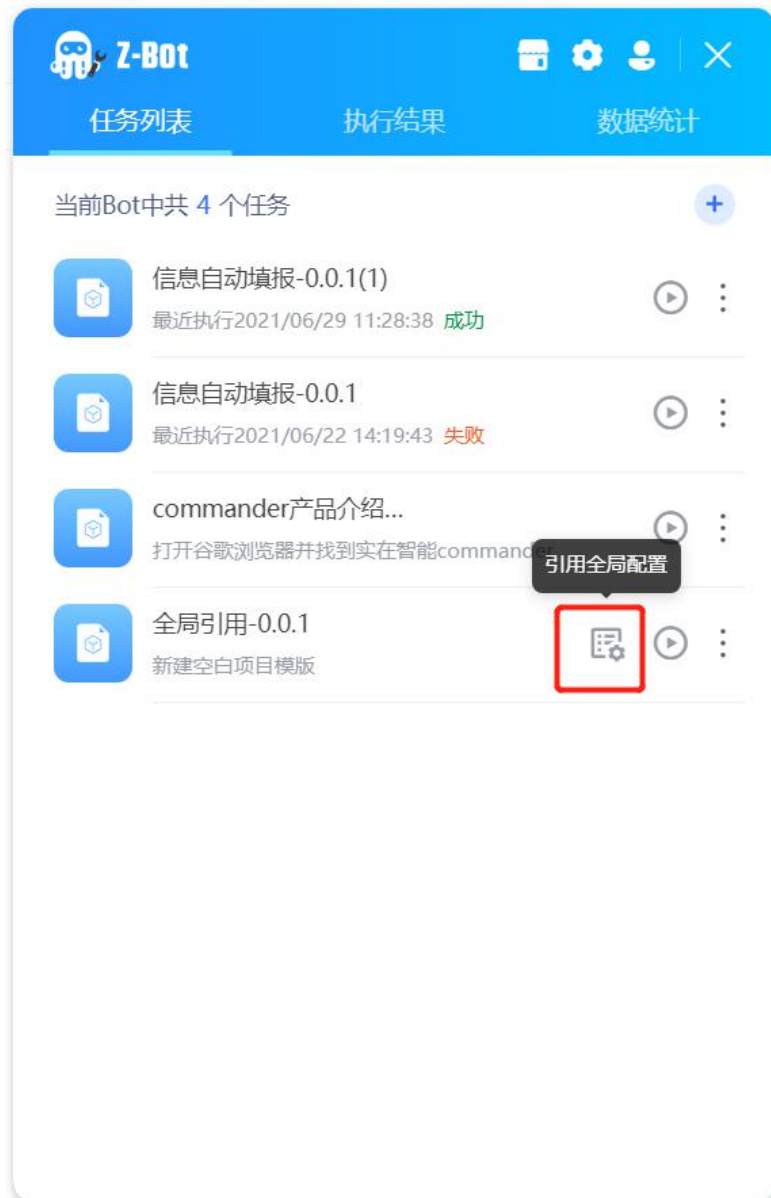 Z-Bot
任务列表 执行结果 数据统计
当前Bot中共 4 个任务
信息自动填报-0.0.1(1)
最近执行2021/06/29 11:28:38 成功
信息自动填报-0.0.1
最近执行2021/06/22 14:19:43 失败
commander产品介绍...
打开谷歌浏览器并找到实在智能commander
引用全局配置
全局引用-0.0.1
新建空白项目模版